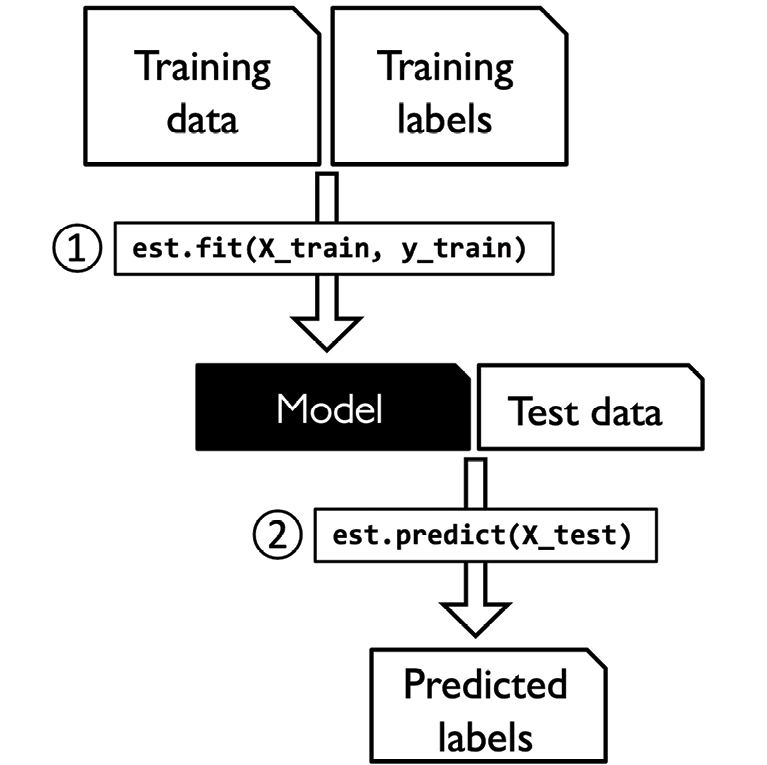 Training
data
Training
labels
① est.fit(X_train, y_train)
Model
Test data
② est.predict(X_test)
Predicted
labels